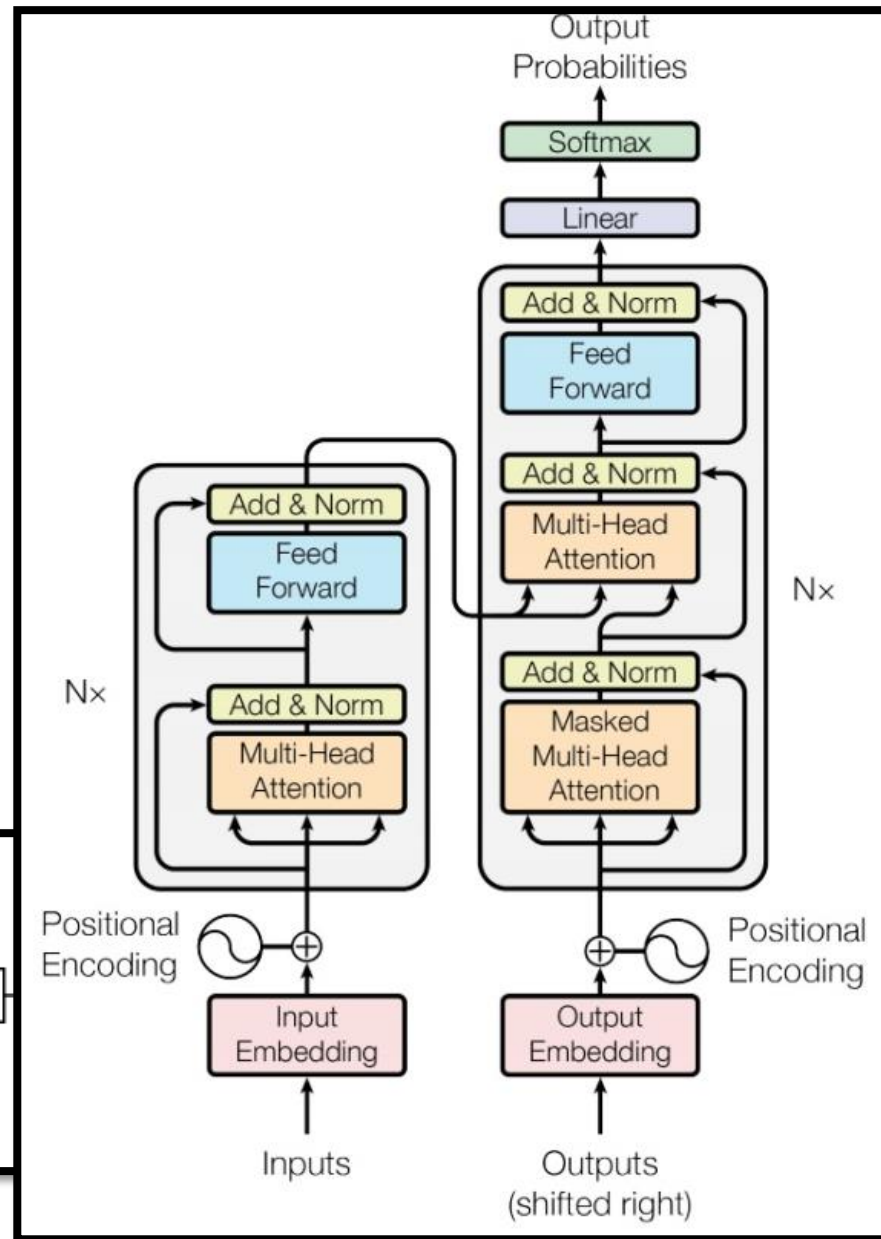 Output
Probabilities
Softmax
Linear
Add & Norm
Feed
Forward
Add & Norm
Multi-Head
Attention
N×
Add & Norm
Masked
Multi-Head
Attention
Add & Norm
Feed
Forward
N×
Add & Norm
Multi-Head
Attention
Positional
Encoding
Positional
Encoding
Input
Embedding
Output
Embedding
Inputs
Outputs
(shifted right)